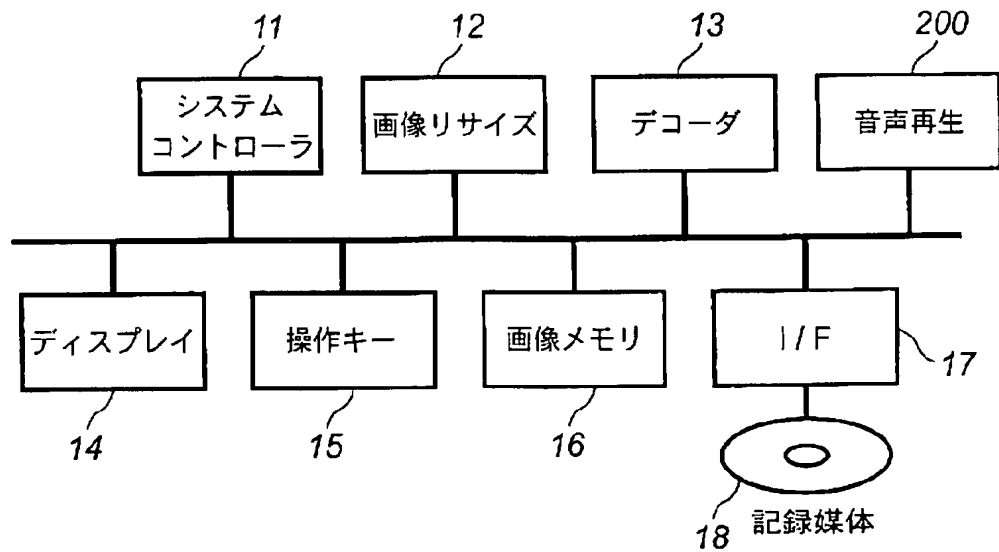 11
12
13
200
システム
コントローラ
画像リサイズ
デコーダ
音声再生
ディスプレイ
操作キー
画像メモリ
I/F
14
15
16
17
18
記録媒体